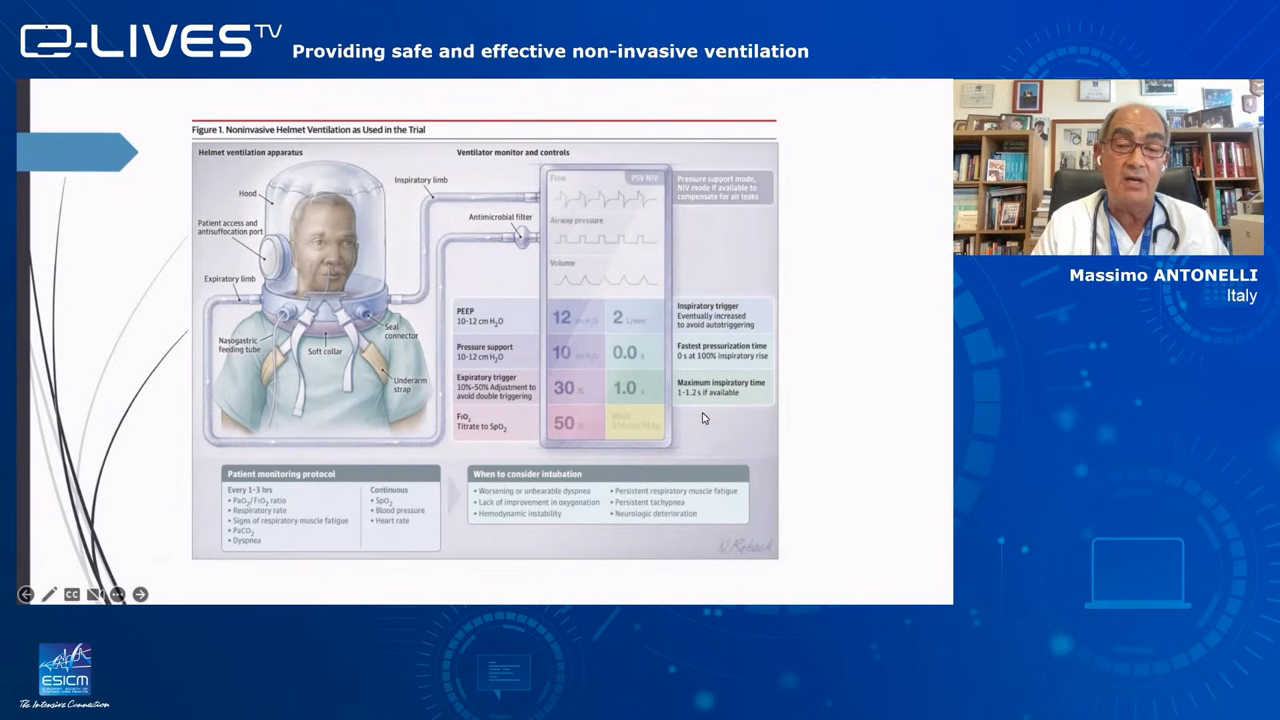 e-LIVES TV
Providing safe and effective non-invasive ventilation
Massimo ANTONELLI
Italy
Figure 1. Noninvasive Helmet Ventilation as Used in the Trial
Helmet ventilation apparatus
Hood
Patient access and
antisuffocation port
Expiratory limb
Nasogastric
feeding tube
Soft collar
Seal
connector
Underarm
strap
Inspiratory limb
Antimicrobial filter
Ventilator monitor and controls
Flow
PSV NIV
Airway pressure
Volume
Pressure support mode,
NIV mode if available to
compensate for air leaks
PEEP
10-12 cm H₂O
12 cm H₂O
2 L/min
Inspiratory trigger
Eventually increased
to avoid autotriggering
Pressure support
10-12 cm H₂O
10 cm H₂O
0.0 s
Fastest pressurization time
0 s at 100% inspiratory rise
Expiratory trigger
10%-50% Adjustment to
avoid double triggering
30 %
1.0 s
Maximum inspiratory time
1-1.2 s if available
FiO₂
Titrate to SpO₂
50 %
Patient monitoring protocol
Every 1-3 hrs
• PaO₂/FiO₂ ratio
• Respiratory rate
• Signs of respiratory muscle fatigue
• PaCO₂
• Dyspnea
Continuous
• SpO₂
• Blood pressure
• Heart rate
When to consider intubation
• Worsening or unbearable dyspnea
• Lack of improvement in oxygenation
• Hemodynamic instability
• Persistent respiratory muscle fatigue
• Persistent tachypnea
• Neurologic deterioration
CC
ESICM
The Intensive Connection